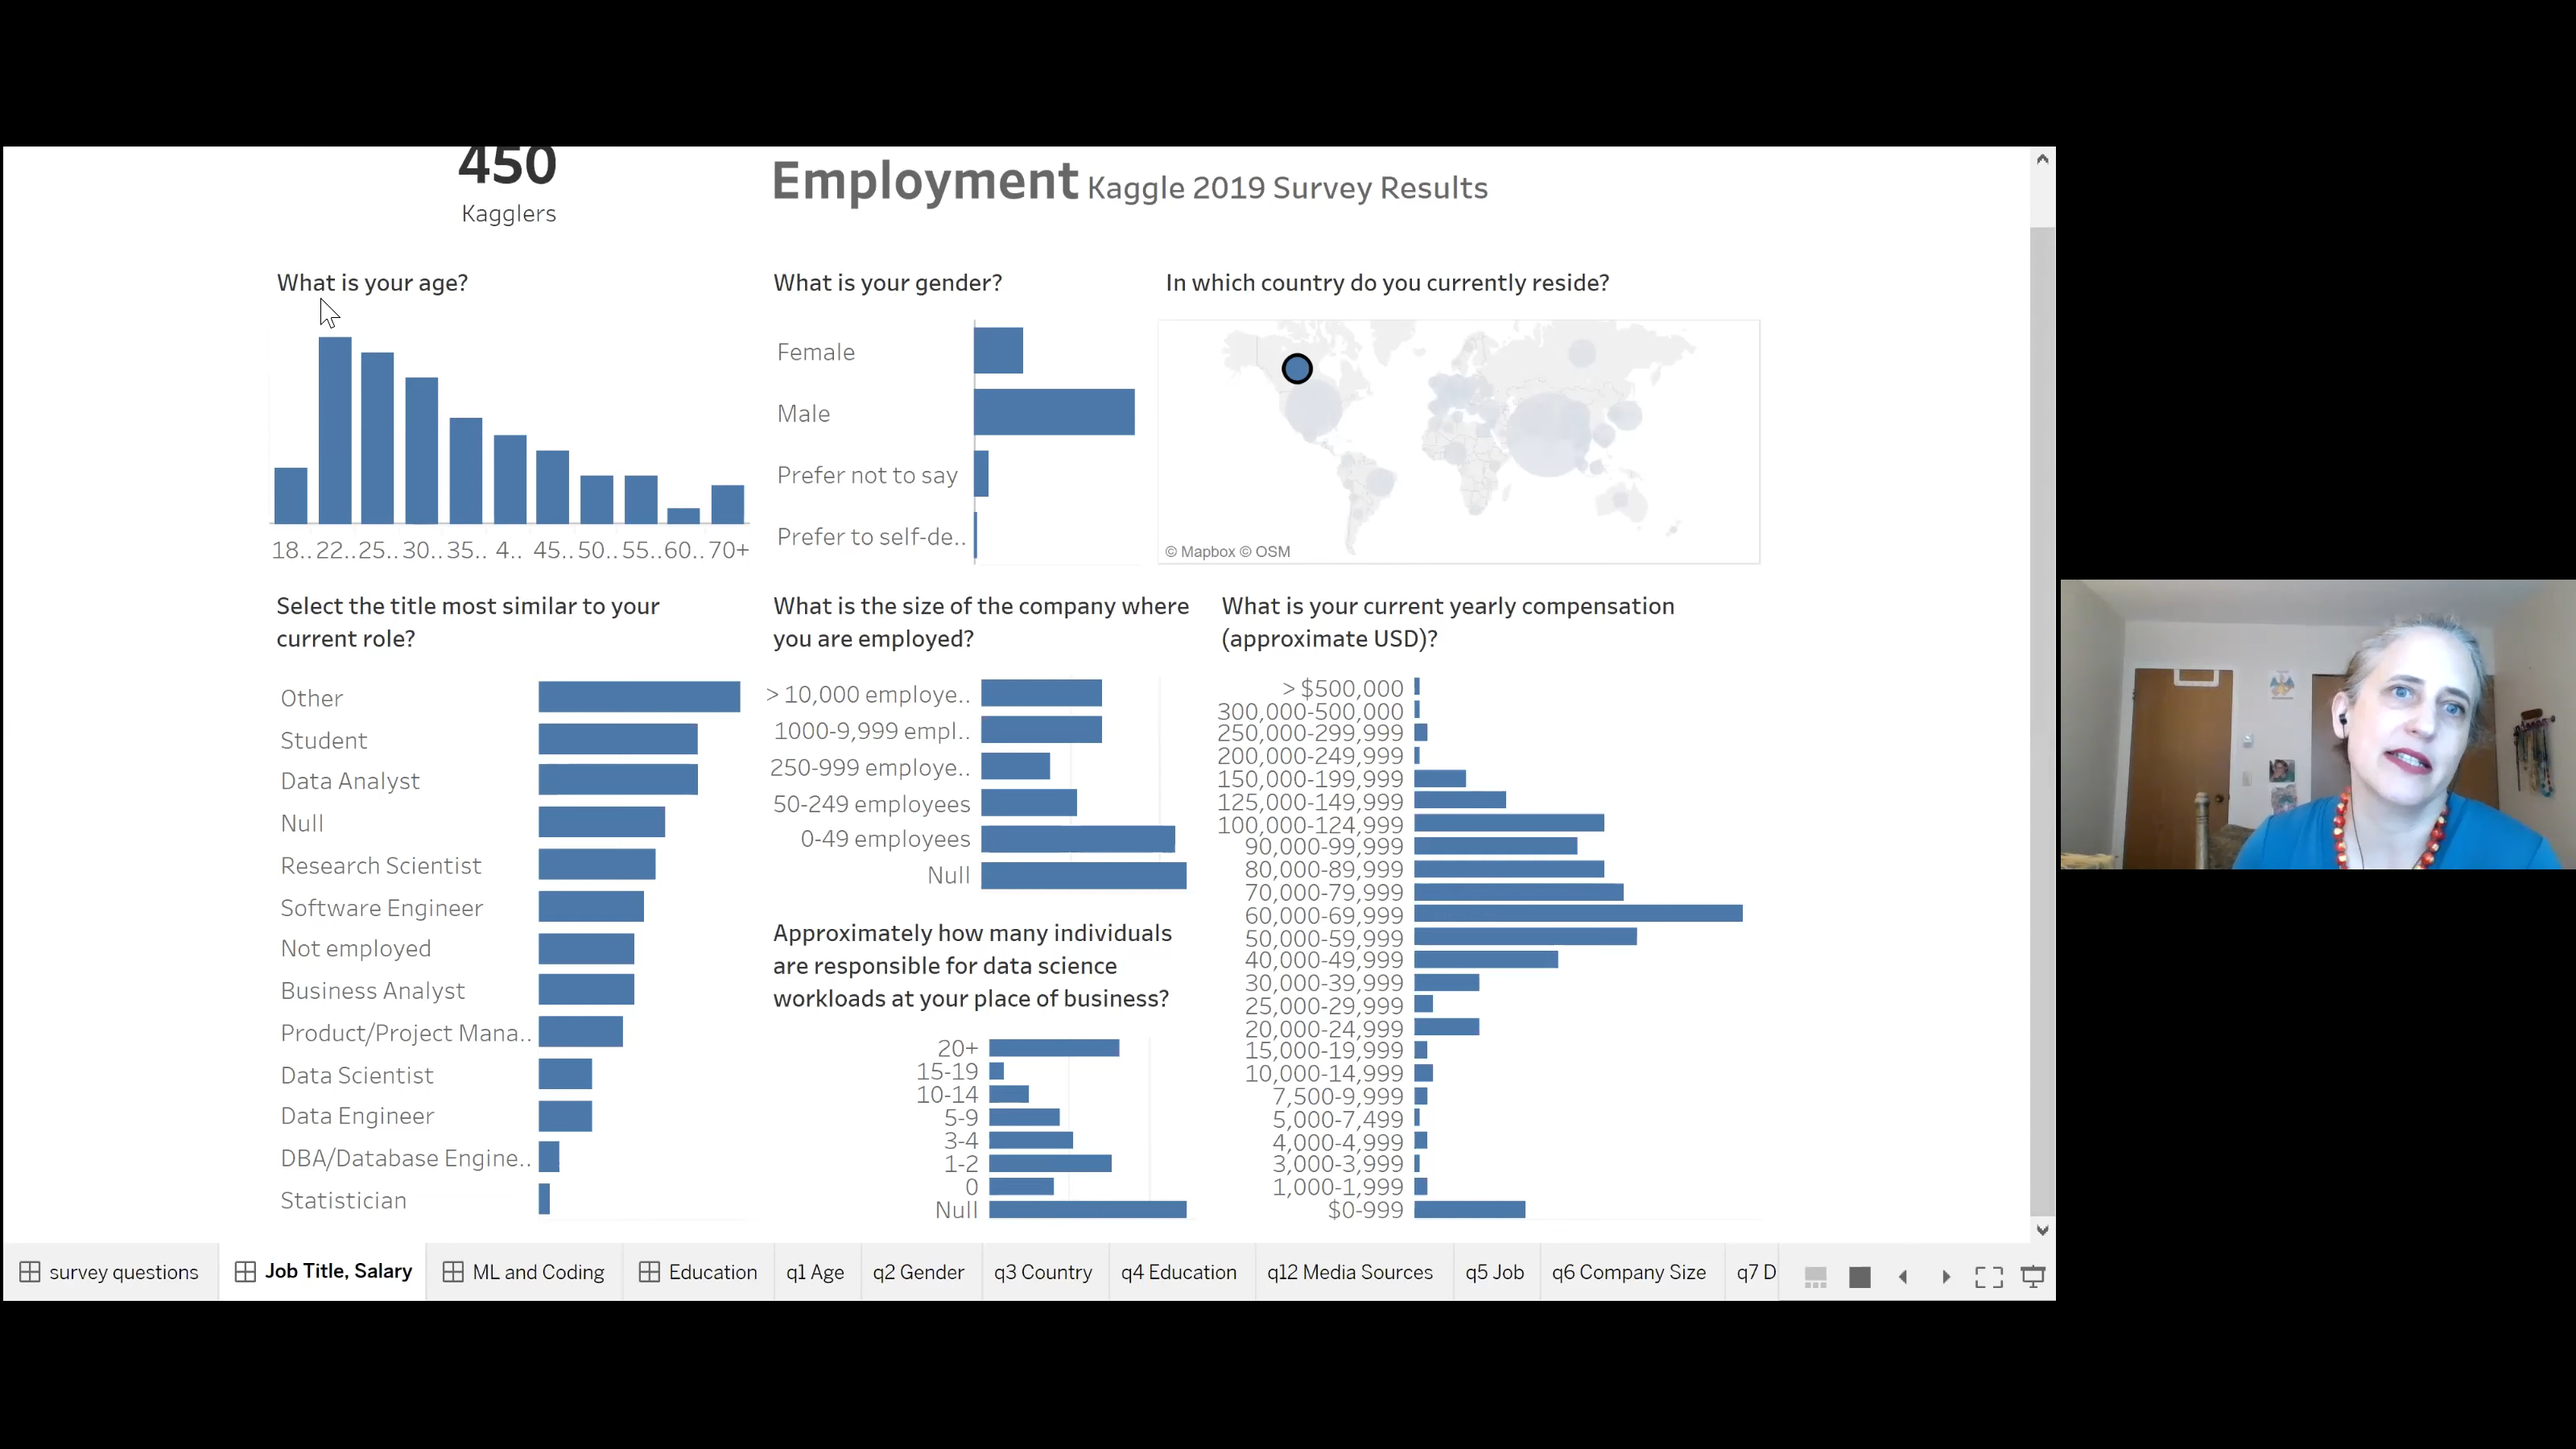 450
Kagglers
Employment Kaggle 2019 Survey Results
What is your age?
18.. 22.. 25.. 30.. 35.. 4.. 45.. 50.. 55.. 60.. 70+
What is your gender?
Female
Male
Prefer not to say
Prefer to self-de..
In which country do you currently reside?
© Mapbox © OSM
Select the title most similar to your
current role?
Other
Student
Data Analyst
Null
Research Scientist
Software Engineer
Not employed
Business Analyst
Product/Project Mana..
Data Scientist
Data Engineer
DBA/Database Engine..
Statistician
What is the size of the company where
you are employed?
> 10,000 employe..
1000-9,999 empl..
250-999 employe..
50-249 employees
0-49 employees
Null
Approximately how many individuals
are responsible for data science
workloads at your place of business?
20+
15-19
10-14
5-9
3-4
1-2
0
Null
What is your current yearly compensation
(approximate USD)?
> $500,000
300,000-500,000
250,000-299,999
200,000-249,999
150,000-199,999
125,000-149,999
100,000-124,999
90,000-99,999
80,000-89,999
70,000-79,999
60,000-69,999
50,000-59,999
40,000-49,999
30,000-39,999
25,000-29,999
20,000-24,999
15,000-19,999
10,000-14,999
7,500-9,999
5,000-7,499
4,000-4,999
3,000-3,999
1,000-1,999
$0-999
survey questions Job Title, Salary ML and Coding Education q1 Age q2 Gender q3 Country q4 Education q12 Media Sources q5 Job q6 Company Size q7 D